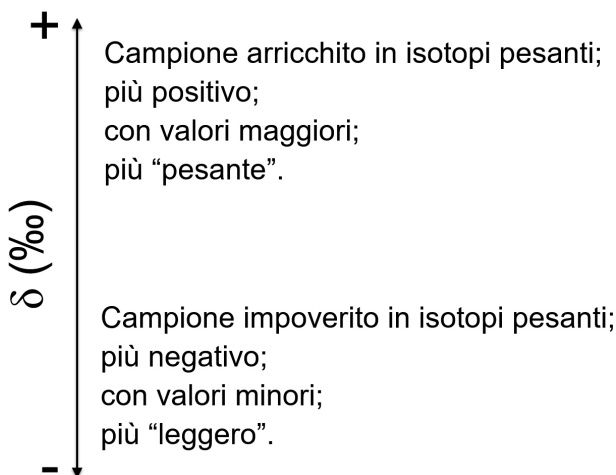 +
Campione arricchito in isotopi pesanti;
più positivo;
con valori maggiori;
più “pesante”.
δ (‰)
Campione impoverito in isotopi pesanti;
più negativo;
con valori minori;
più “leggero”.
-